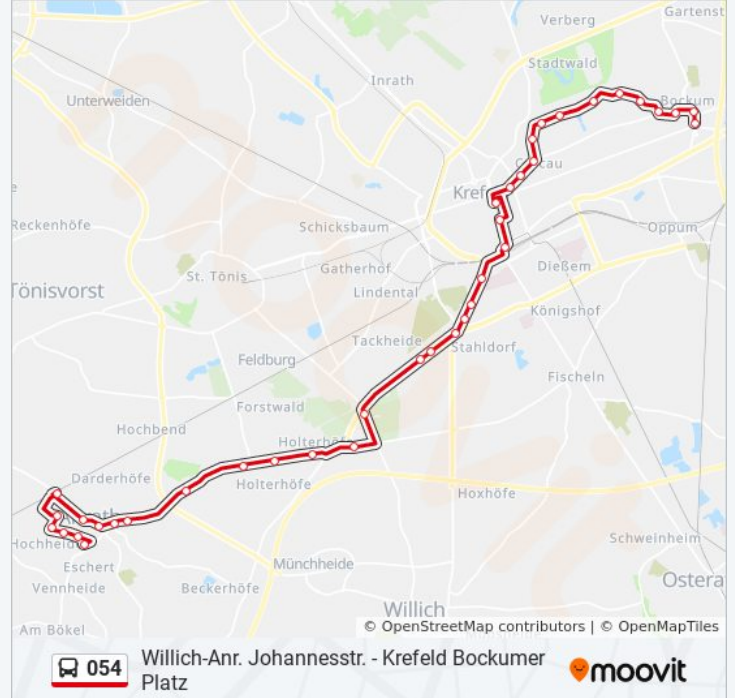 Verberg
Gartenst
Stadtwald
Inrath
Unterweiden
Bockum
Reckenhöfe
Schicksbaum
Oppum
Gatherhof
Dießem
St. Tönis
Tönisvorst
Lindental
Königshof
Tackheide
Stahldorf
Feldburg
Fischeln
Forstwald
Hochbend
Holterhöfe
Darderhöfe
Holterhöfe
Hoxhöfe
Schweinheim
Eschert
Münchheide
Ostera
Vennheide
Beckerhöfe
Willich
Am Bökel
© OpenStreetMap contributors | © OpenMapTiles
054
Willich-Anr. Johannesstr. - Krefeld Bockumer
Platz
moovit